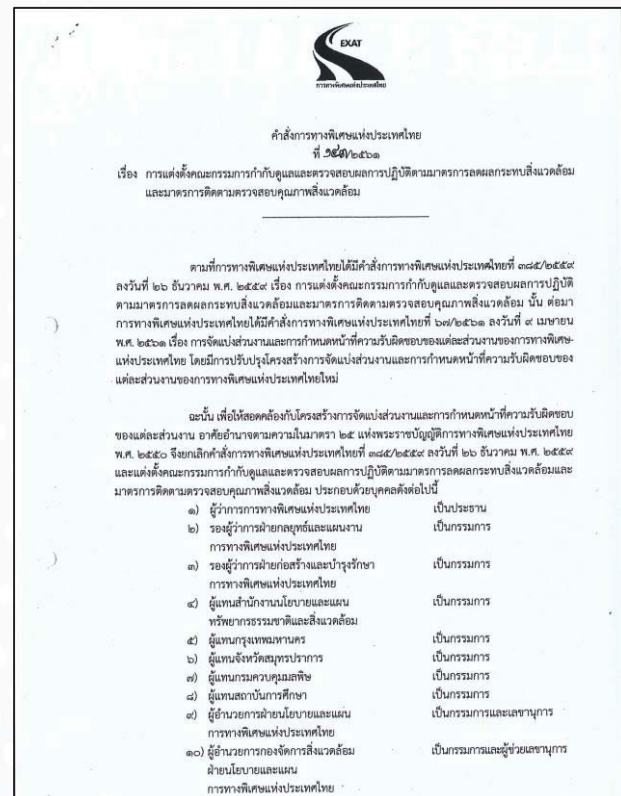 EXAT
การทางพิเศษแห่งประเทศไทย
คำสั่งการทางพิเศษแห่งประเทศไทย
ที่ /๒๕๖๑
เรื่อง การแต่งตั้งคณะกรรมการกำกับดูแลและตรวจสอบผลการปฏิบัติตามมาตรการลดผลกระทบสิ่งแวดล้อม
และมาตรการติดตามตรวจสอบคุณภาพสิ่งแวดล้อม
ตามที่การทางพิเศษแห่งประเทศไทยได้มีคำสั่งการทางพิเศษแห่งประเทศไทยที่ ๓๘๕/๒๕๕๙
ลงวันที่ ๒๖ ธันวาคม พ.ศ. ๒๕๕๙ เรื่อง การแต่งตั้งคณะกรรมการกำกับดูแลและตรวจสอบผลการปฏิบัติ
ตามมาตรการลดผลกระทบสิ่งแวดล้อมและมาตรการติดตามตรวจสอบคุณภาพสิ่งแวดล้อม นั้น ต่อมา
การทางพิเศษแห่งประเทศไทยได้มีคำสั่งการทางพิเศษแห่งประเทศไทยที่ ๖๗/๒๕๖๑ ลงวันที่ ๙ เมษายน
พ.ศ. ๒๕๖๑ เรื่อง การจัดแบ่งส่วนงานและการกำหนดหน้าที่ความรับผิดชอบของแต่ละส่วนงานของการทางพิเศษ-
แห่งประเทศไทย โดยมีการปรับปรุงโครงสร้างการจัดแบ่งส่วนงานและการกำหนดหน้าที่ความรับผิดชอบของ
แต่ละส่วนงานของการทางพิเศษแห่งประเทศไทยใหม่
ฉะนั้น เพื่อให้สอดคล้องกับโครงสร้างการจัดแบ่งส่วนงานและการกำหนดหน้าที่ความรับผิดชอบ
ของแต่ละส่วนงาน อาศัยอำนาจตามความในมาตรา ๒๕ แห่งพระราชบัญญัติการทางพิเศษแห่งประเทศไทย
พ.ศ. ๒๕๕๐ จึงยกเลิกคำสั่งการทางพิเศษแห่งประเทศไทยที่ ๓๘๕/๒๕๕๙ ลงวันที่ ๒๖ ธันวาคม พ.ศ. ๒๕๕๙
และแต่งตั้งคณะกรรมการกำกับดูแลและตรวจสอบผลการปฏิบัติตามมาตรการลดผลกระทบสิ่งแวดล้อมและ
มาตรการติดตามตรวจสอบคุณภาพสิ่งแวดล้อม ประกอบด้วยบุคคลดังต่อไปนี้
๑) ผู้ว่าการการทางพิเศษแห่งประเทศไทย เป็นประธาน
๒) รองผู้ว่าการฝ่ายกลยุทธ์และแผนงาน เป็นกรรมการ
การทางพิเศษแห่งประเทศไทย
๓) รองผู้ว่าการฝ่ายก่อสร้างและบำรุงรักษา เป็นกรรมการ
การทางพิเศษแห่งประเทศไทย
๔) ผู้แทนสำนักงานนโยบายและแผน เป็นกรรมการ
ทรัพยากรธรรมชาติและสิ่งแวดล้อม
๕) ผู้แทนกรุงเทพมหานคร เป็นกรรมการ
๖) ผู้แทนจังหวัดสมุทรปราการ เป็นกรรมการ
๗) ผู้แทนกรมควบคุมมลพิษ เป็นกรรมการ
๘) ผู้แทนสถาบันการศึกษา เป็นกรรมการ
๙) ผู้อำนวยการฝ่ายนโยบายและแผน เป็นกรรมการและเลขานุการ
การทางพิเศษแห่งประเทศไทย
๑๐) ผู้อำนวยการกองจัดการสิ่งแวดล้อม เป็นกรรมการและผู้ช่วยเลขานุการ
ฝ่ายนโยบายและแผน
การทางพิเศษแห่งประเทศไทย